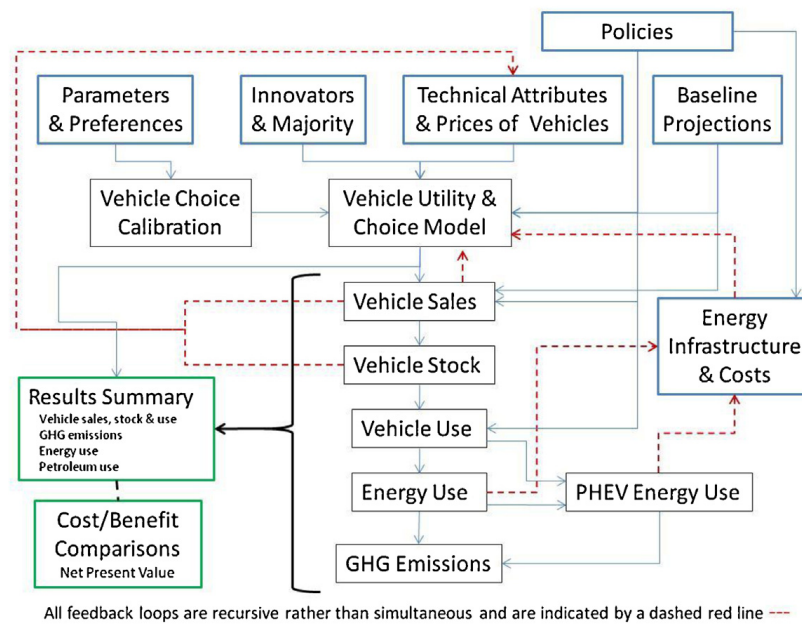 Policies
Parameters
& Preferences
Innovators
& Majority
Technical Attributes
& Prices of Vehicles
Baseline
Projections
Vehicle Choice
Calibration
Vehicle Utility &
Choice Model
Vehicle Sales
Energy
Infrastructure
& Costs
Vehicle Stock
Results Summary
Vehicle sales, stock & use
GHG emissions
Energy use
Petroleum use
Vehicle Use
Energy Use
PHEV Energy Use
Cost/Benefit
Comparisons
Net Present Value
GHG Emissions
All feedback loops are recursive rather than simultaneous and are indicated by a dashed red line